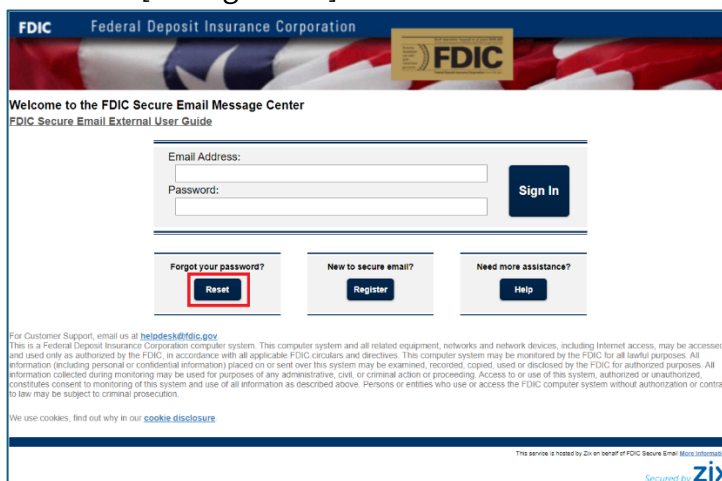 FDIC Federal Deposit Insurance Corporation
FDIC
Welcome to the FDIC Secure Email Message Center
FDIC Secure Email External User Guide
Email Address:
Password:
Sign In
Forgot your password?
Reset
New to secure email?
Register
Need more assistance?
Help
For Customer Support, email us at helpdesk@fdic.gov.
This is a Federal Deposit Insurance Corporation computer system. This computer system and all related equipment, networks and network devices, including Internet access, may be accessed
and used only as authorized by the FDIC, in accordance with all applicable FDIC circulars and directives. This computer system may be monitored by the FDIC for all lawful purposes. All
information (including personal or confidential information) placed on or sent over this system may be examined, recorded, copied, used or disclosed by the FDIC for authorized purposes. All
information collected during monitoring may be used for purposes of any administrative, civil, or criminal action or proceeding. Access to or use of this system, authorized or unauthorized,
constitutes consent to monitoring of this system and use of all information as described above. Persons or entities who use or access the FDIC computer system without authorization or contra
to law may be subject to criminal prosecution.
We use cookies, find out why in our cookie disclosure.
This service is hosted by Zix on behalf of FDIC Secure Email More Informati
Secured by zix